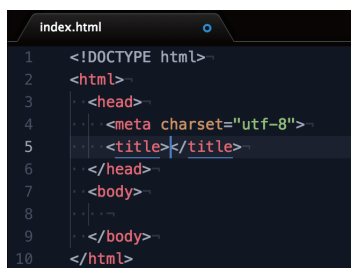 index.html
1 <!DOCTYPE html>
2 <html>
3 <head>
4 <meta charset="utf-8">
5 <title></title>
6 </head>
7 <body>
8
9 </body>
10 </html>